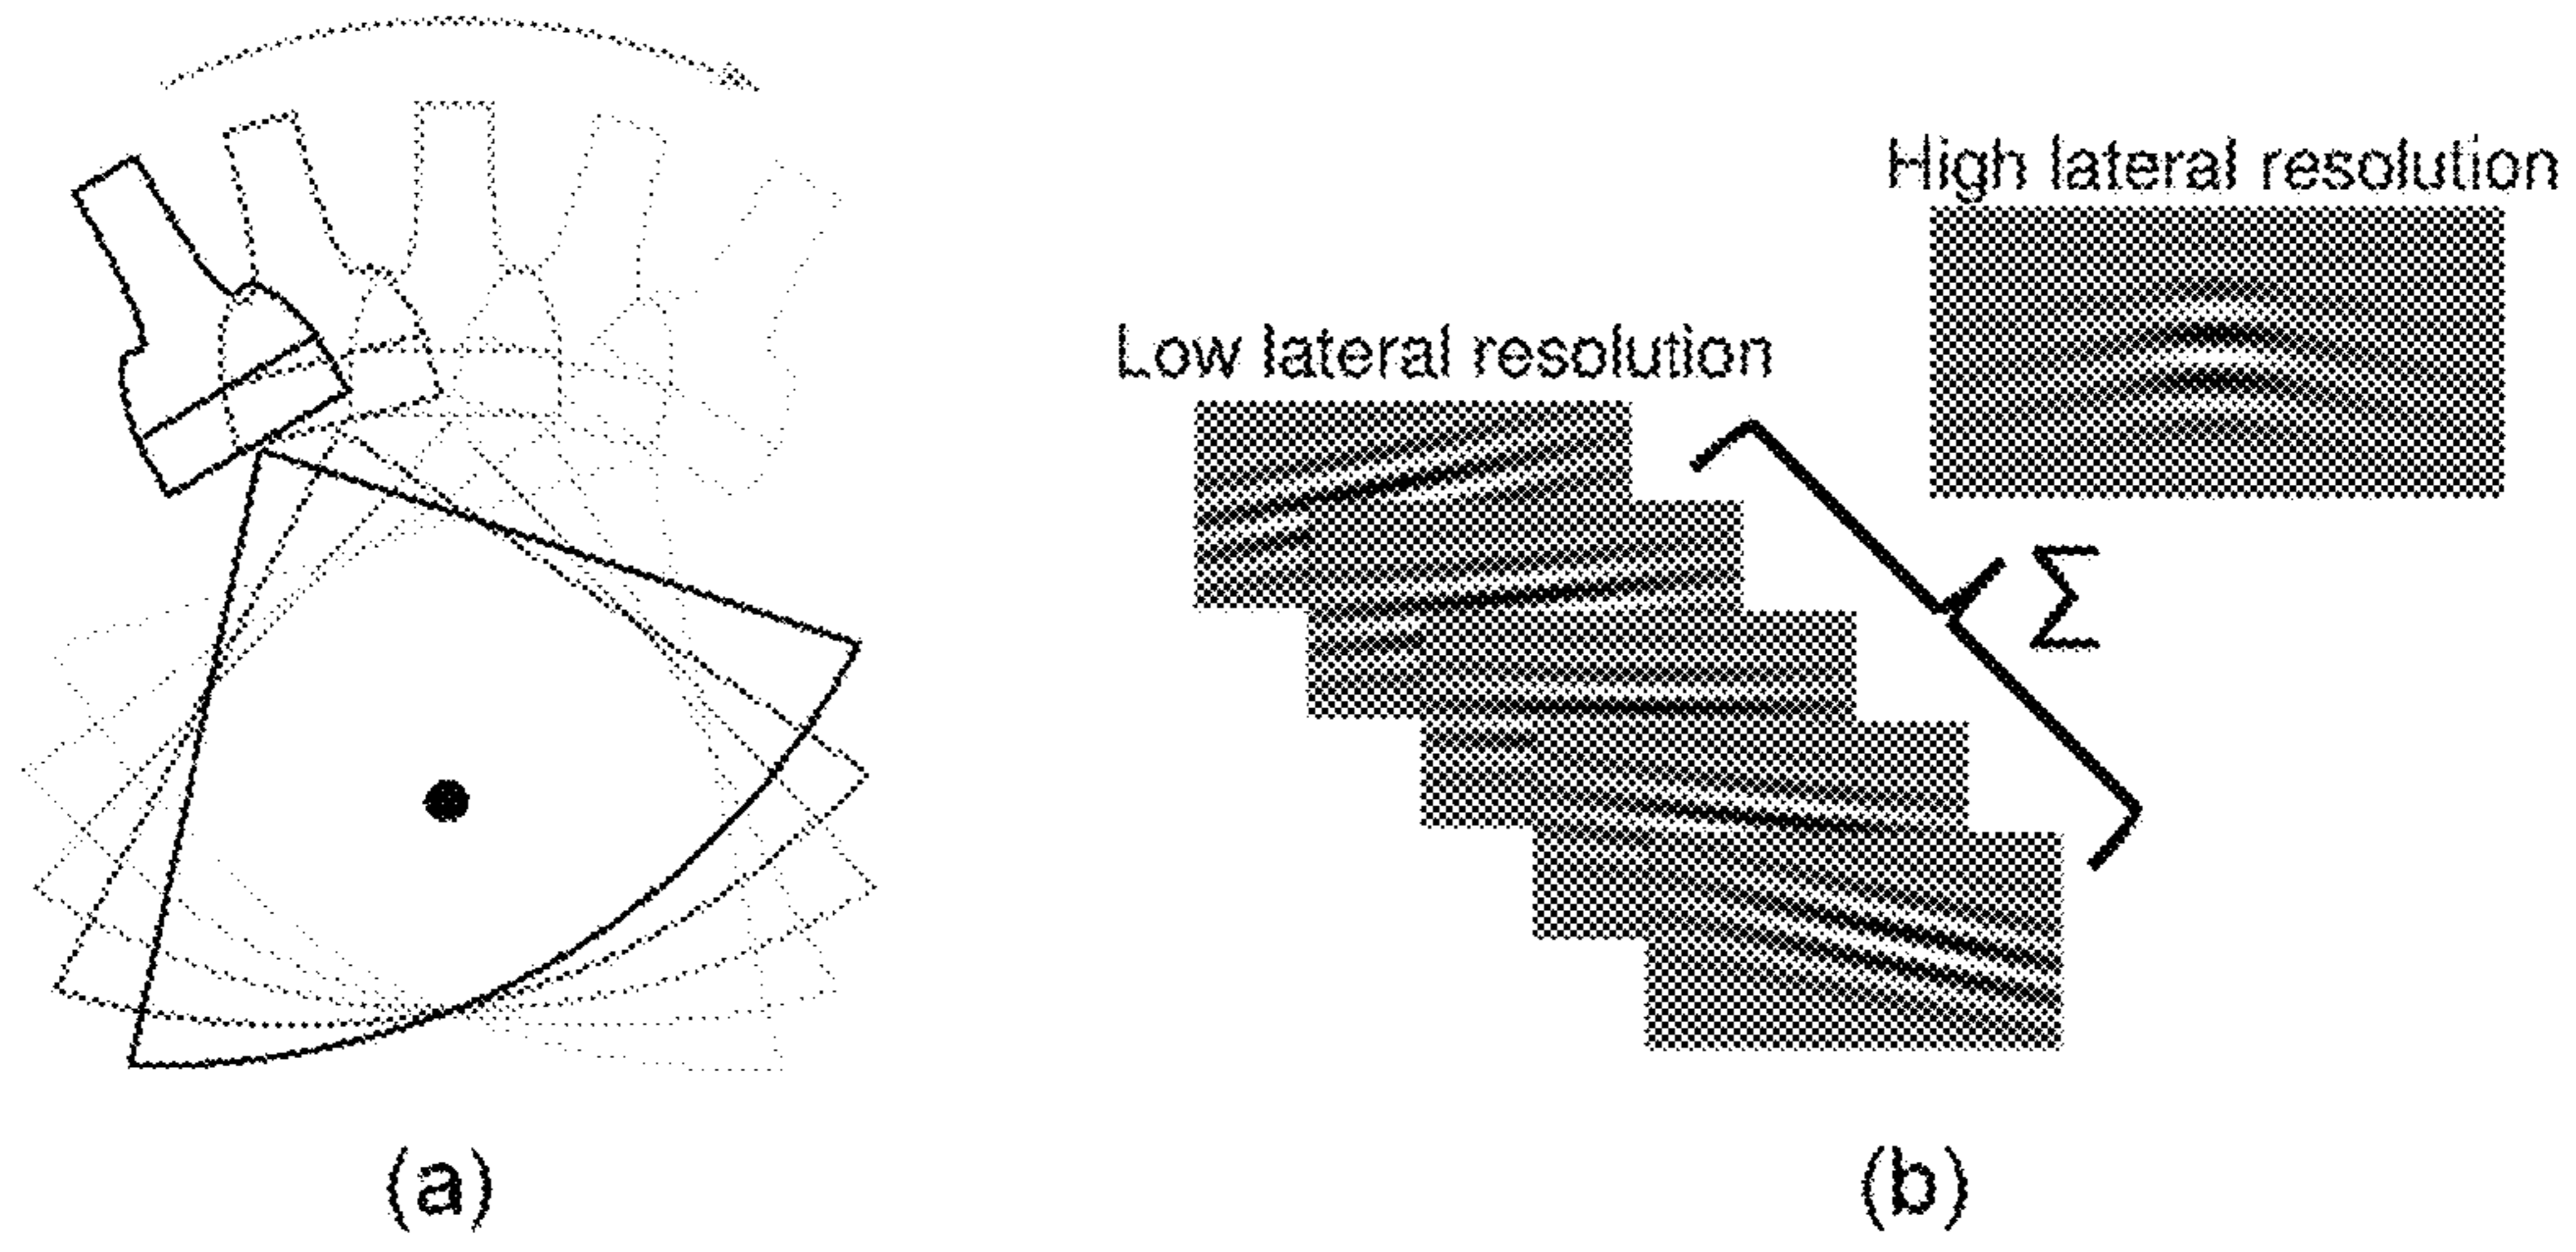 High lateral resolution
Low lateral resolution
Σ
(a)
(b)